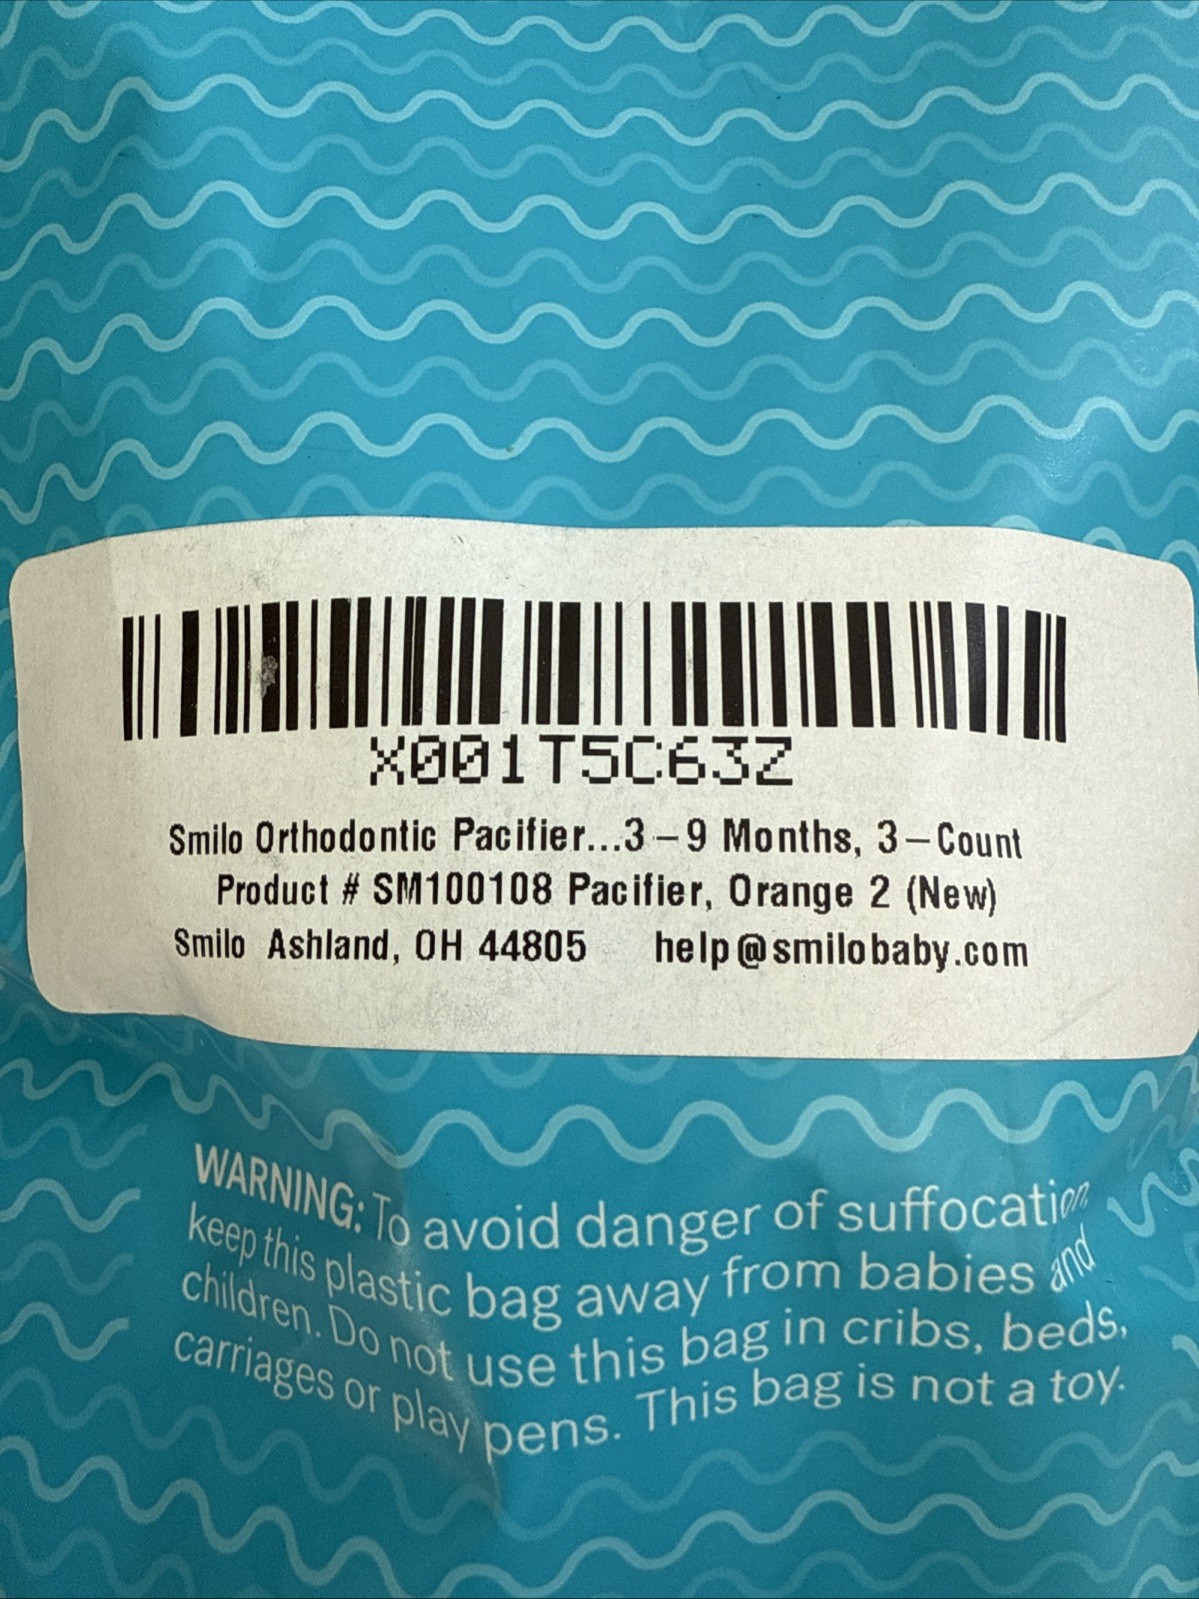 X001T5C63Z
Smilo Orthodontic Pacifier...3-9 Months, 3-Count
Product # SM100108 Pacifier, Orange 2 (New)
Smilo Ashland, OH 44805 help@smilobaby.com
WARNING: To avoid danger of suffocation
keep this plastic bag away from babies and
children. Do not use this bag in cribs, beds,
carriages or play pens. This bag is not a toy.